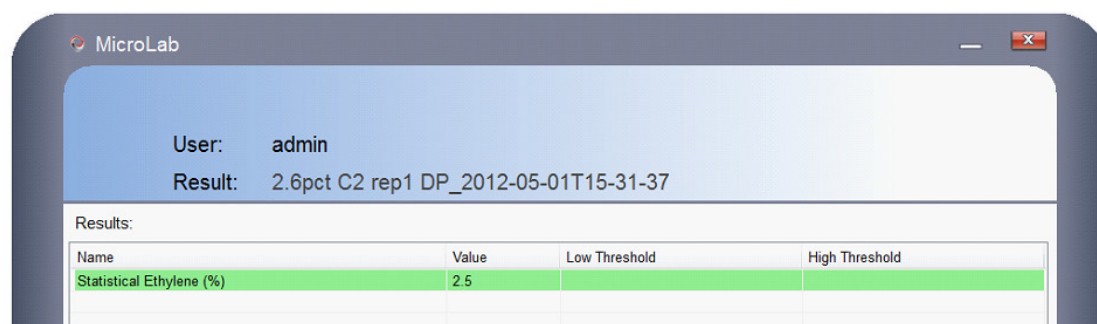 MicroLab
User: admin
Result: 2.6pct C2 rep1 DP_2012-05-01T15-31-37
Results:
Name Value Low Threshold High Threshold
Statistical Ethylene (%) 2.5